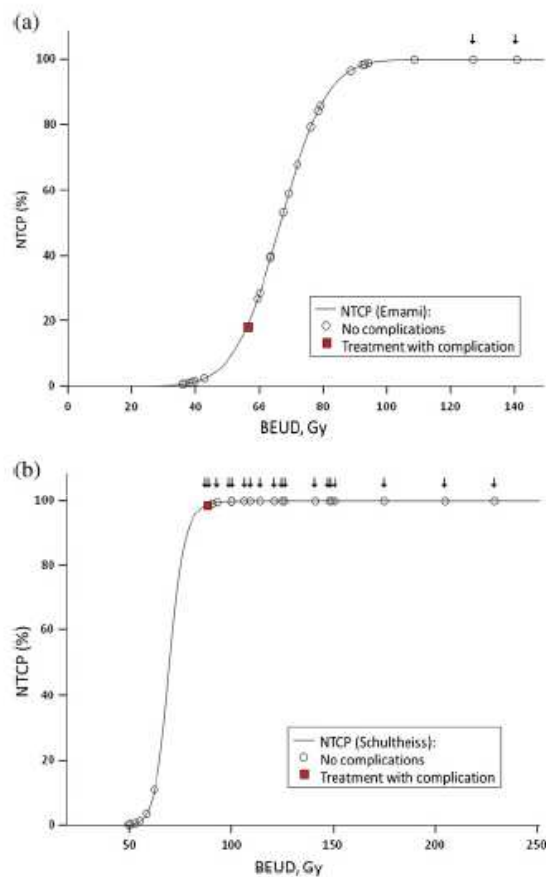 (a)
100
80
60
40
20
0
NTCP (%)
NTCP (Emami):
No complications
Treatment with complication
0 20 40 64 60 80 100 120 140
BEUD, Gy
(b)
100
80
60
40
20
0
NTCP (%)
NTCP (Schultheiss):
No complications
Treatment with complication
50 100 150 200 250
BEUD, Gy